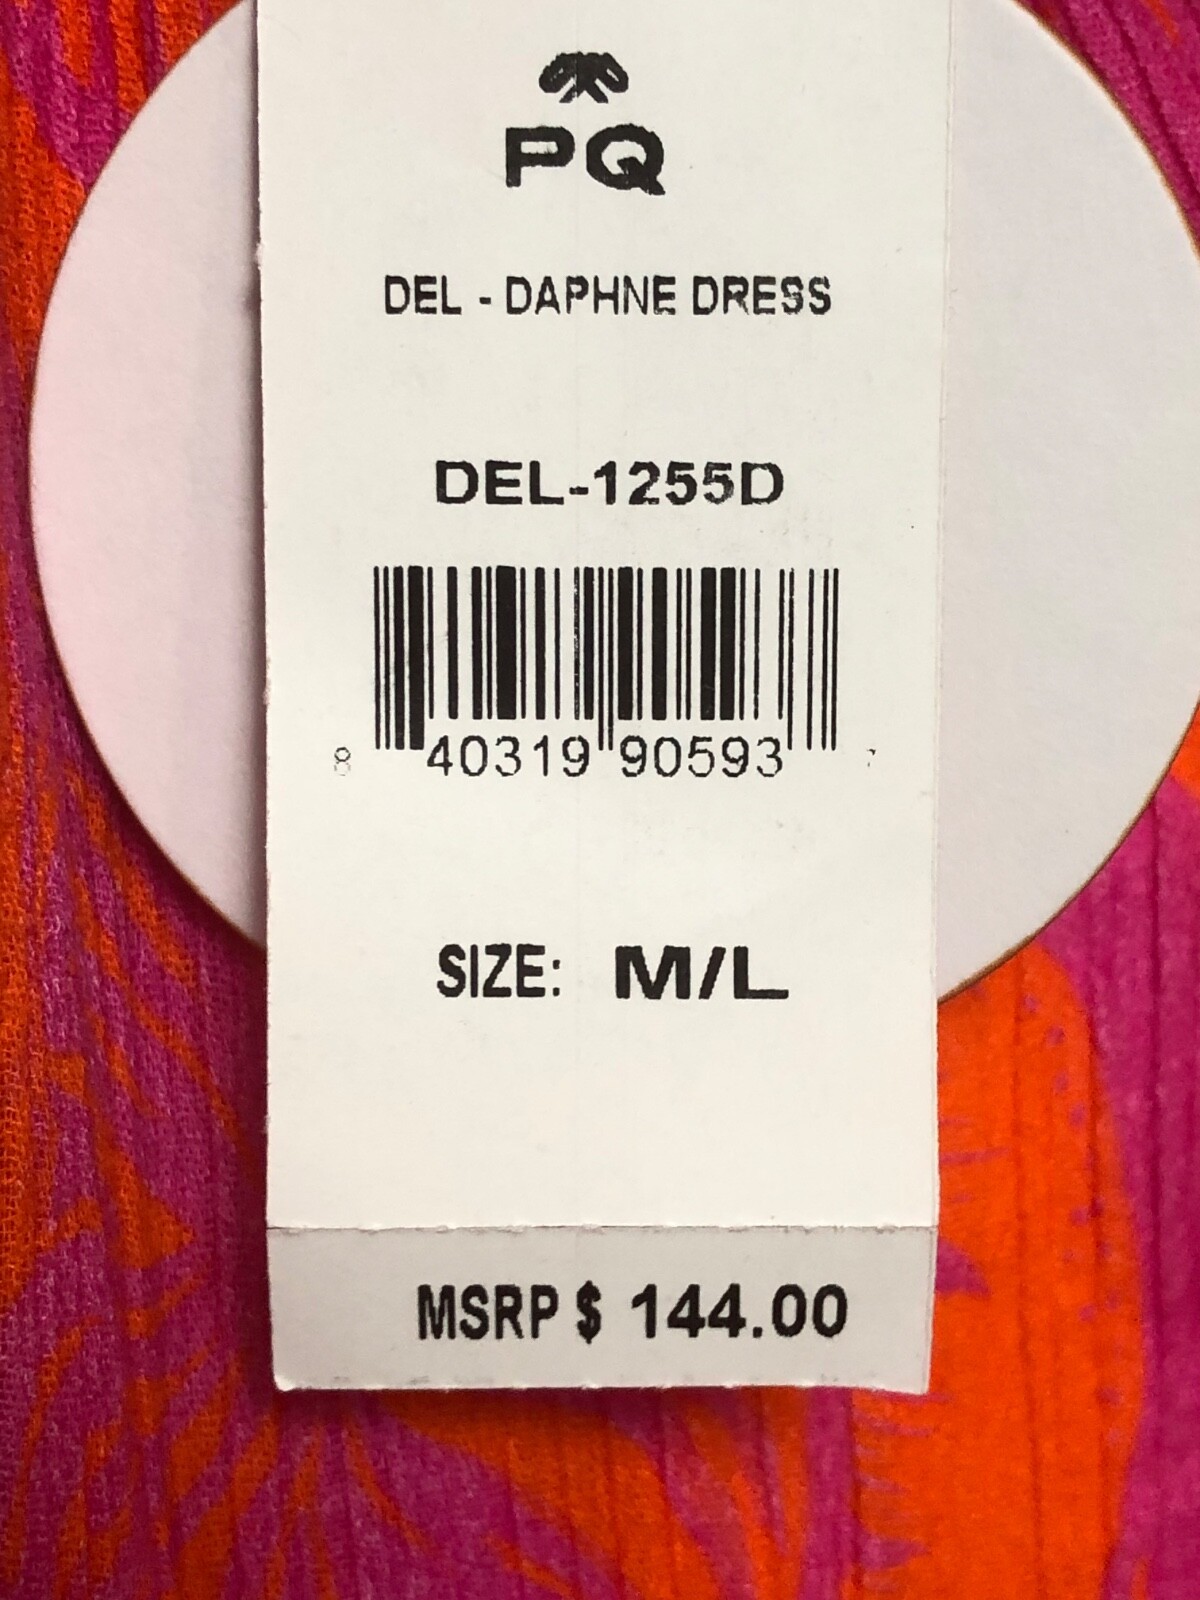 PQ
DEL - DAPHNE DRESS
DEL-1255D
8 40319 90593 7
SIZE: M/L
MSRP $ 144.00